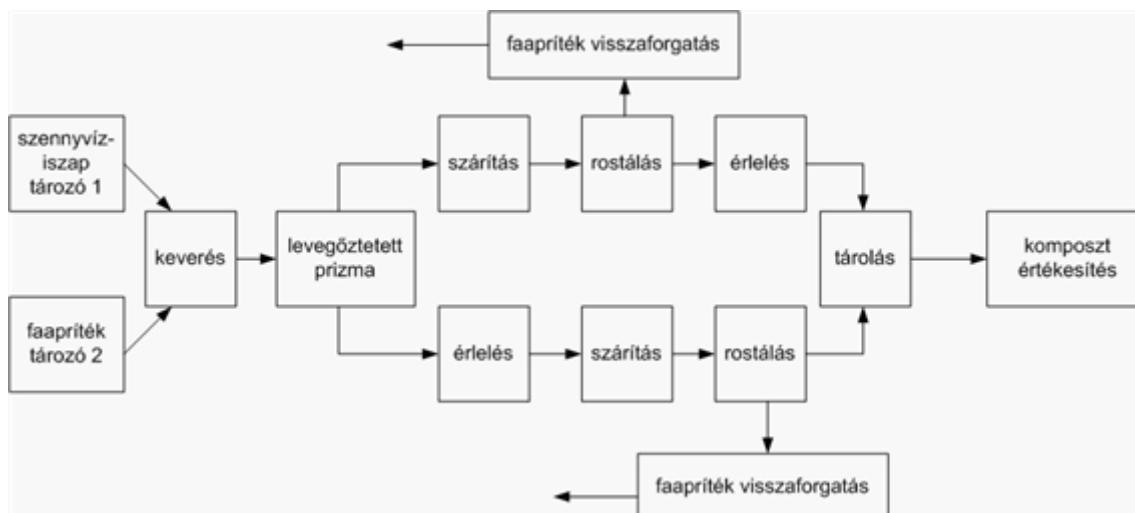 faapríték visszaforgatás
szennyvíz-
iszap
tározó 1
szárítás
rostálás
érlelés
keverés
levegőztetett
prizma
tárolás
komposzt
értékesítés
faapríték
tározó 2
érlelés
szárítás
rostálás
faapríték visszaforgatás